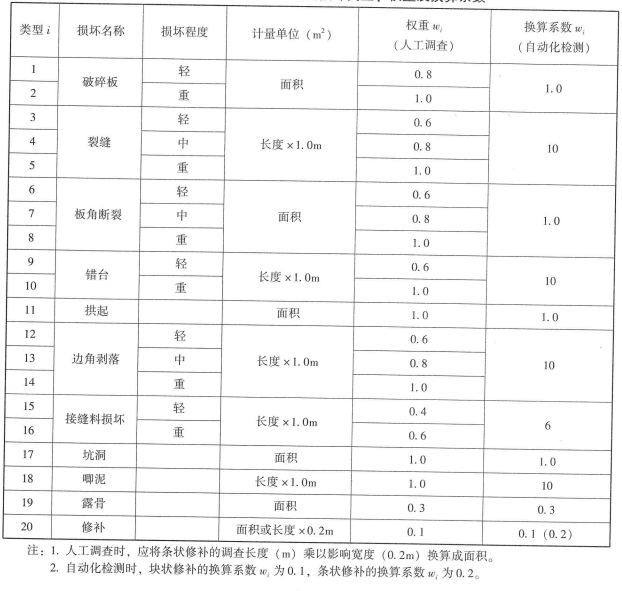 类型 i 损坏名称 损坏程度 计量单位（m²） 权重 wi（人工调查） 换算系数 wi（自动化检测）
1 破碎板 轻 面积 0.8 1.0
2 重 1.0
3 裂缝 轻 长度×1.0m 0.6 10
4 中 0.8
5 重 1.0
6 板角断裂 轻 面积 0.6 1.0
7 中 0.8
8 重 1.0
9 错台 轻 长度×1.0m 0.6 10
10 重 1.0
11 拱起 面积 1.0 1.0
12 边角剥落 轻 长度×1.0m 0.6 10
13 中 0.8
14 重 1.0
15 接缝料损坏 轻 长度×1.0m 0.4 6
16 重 0.6
17 坑洞 面积 1.0 1.0
18 唧泥 长度×1.0m 1.0 10
19 露骨 面积 0.3 0.3
20 修补 面积或长度×0.2m 0.1 0.1（0.2）
注：1. 人工调查时，应将条状修补的调查长度（m）乘以影响宽度（0.2m）换算成面积。
2. 自动化检测时，块状修补的换算系数 wi 为 0.1，条状修补的换算系数 wi 为 0.2。